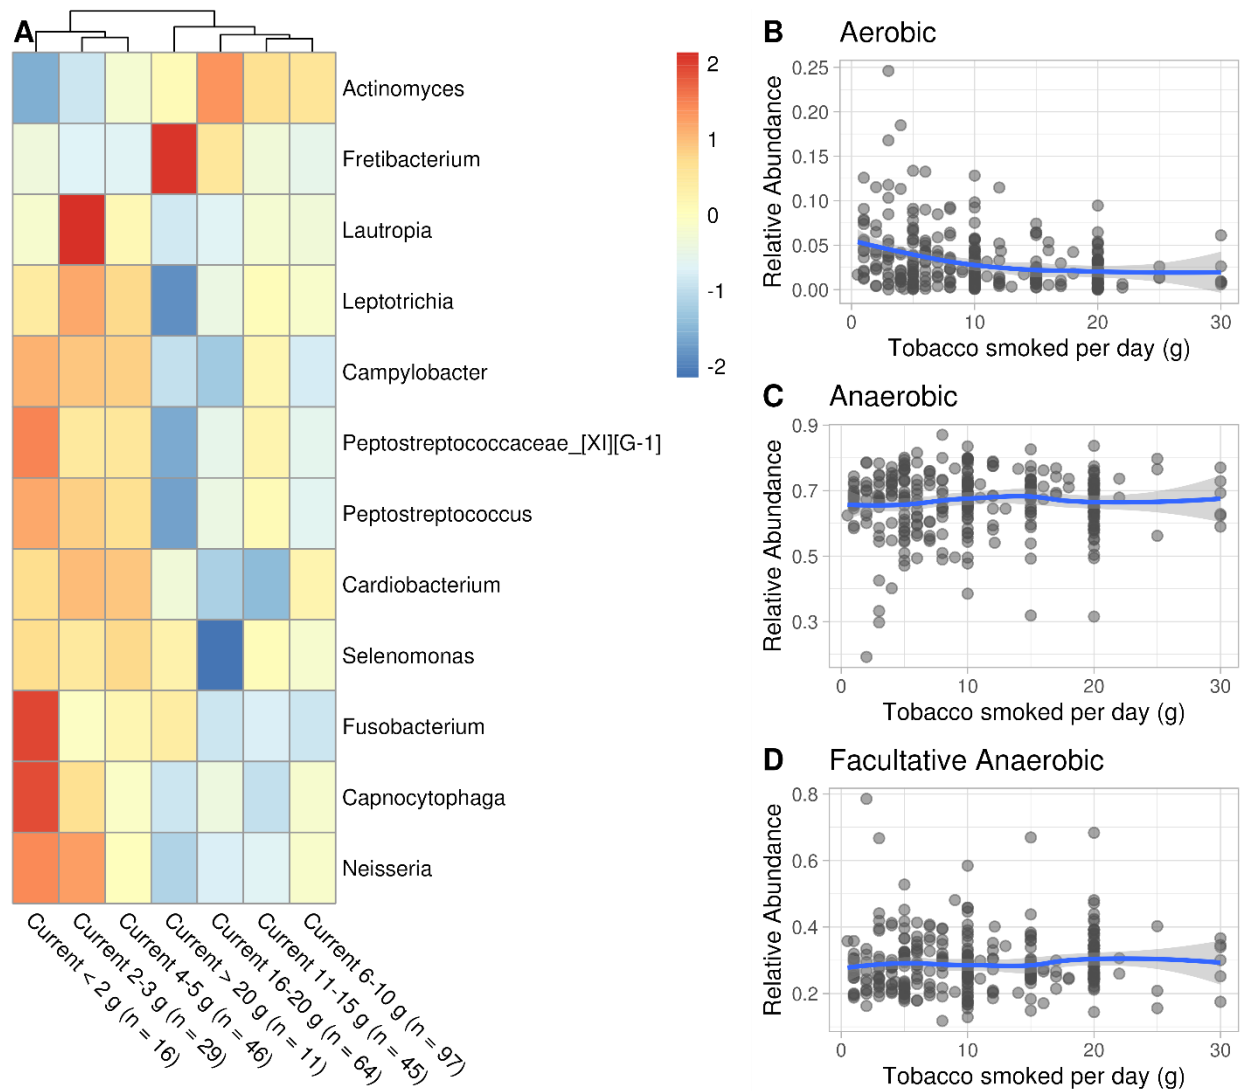 A
Actinomyces
Fretibacterium
Lautropia
Leptotrichia
Campylobacter
Peptostreptococcaceae_[XI][G-1]
Peptostreptococcus
Cardiobacterium
Selenomonas
Fusobacterium
Capnocytophaga
Neisseria
Current < 2 g (n = 16)
Current 2-3 g (n = 29)
Current 4-5 g (n = 46)
Current > 20 g (n = 11)
Current 16-20 g (n = 64)
Current 11-15 g (n = 45)
Current 6-10 g (n = 97)
2
1
0
-1
-2
B Aerobic
Relative Abundance
0.25
0.20
0.15
0.10
0.05
0.00
0 10 20 30
Tobacco smoked per day (g)
C Anaerobic
Relative Abundance
0.9
0.7
0.5
0.3
0 10 20 30
Tobacco smoked per day (g)
D Facultative Anaerobic
Relative Abundance
0.8
0.6
0.4
0.2
0 10 20 30
Tobacco smoked per day (g)